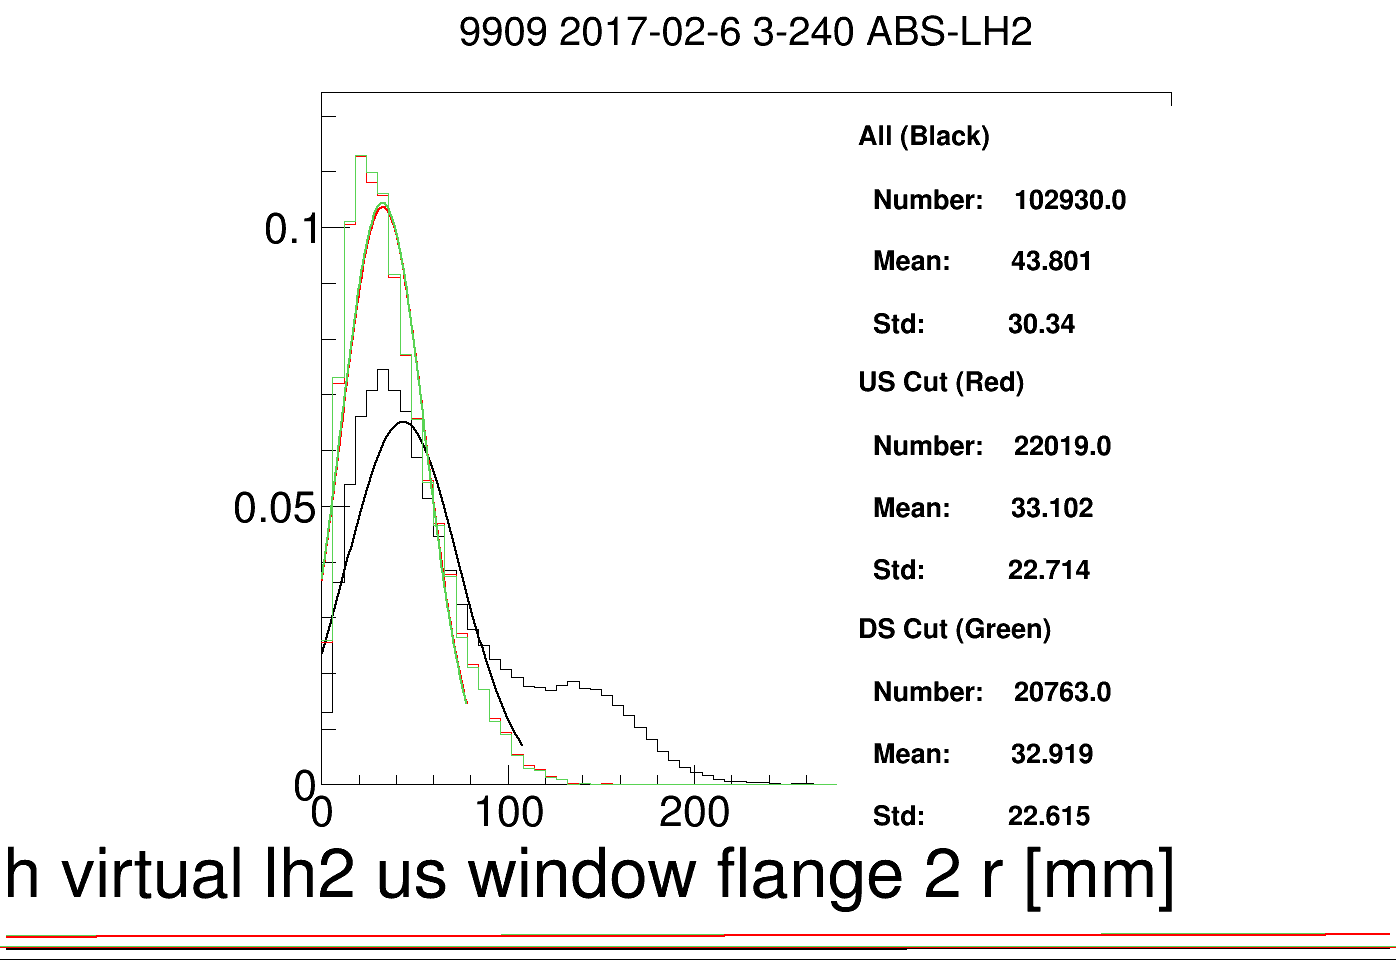 9909 2017-02-6 3-240 ABS-LH2
All (Black)
Number: 102930.0
Mean: 43.801
Std: 30.34
US Cut (Red)
Number: 22019.0
Mean: 33.102
Std: 22.714
DS Cut (Green)
Number: 20763.0
Mean: 32.919
Std: 22.615
0.1
0.05
0
0 100 200
h virtual lh2 us window flange 2 r [mm]